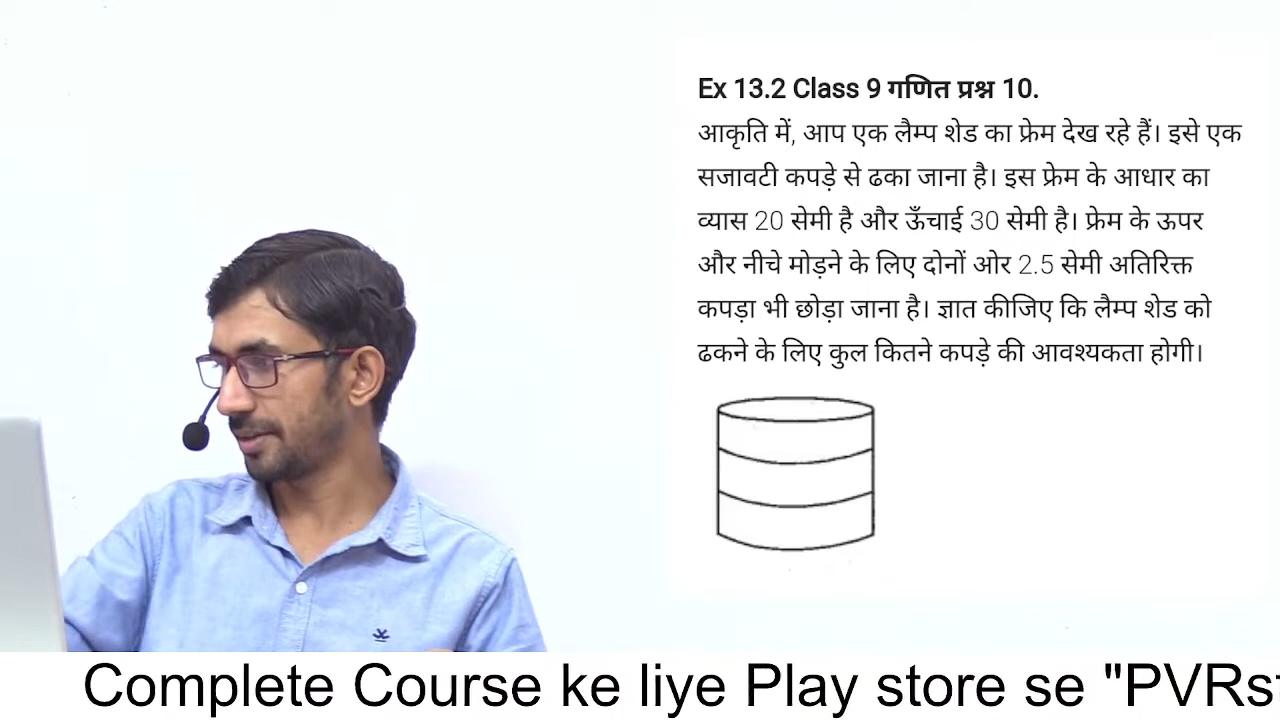 Ex 13.2 Class 9 गणित प्रश्न 10.
आकृति में, आप एक लैम्प शेड का फ्रेम देख रहे हैं। इसे एक
सजावटी कपड़े से ढका जाना है। इस फ्रेम के आधार का
व्यास 20 सेमी है और ऊँचाई 30 सेमी है। फ्रेम के ऊपर
और नीचे मोड़ने के लिए दोनों ओर 2.5 सेमी अतिरिक्त
कपड़ा भी छोड़ा जाना है। ज्ञात कीजिए कि लैम्प शेड को
ढकने के लिए कुल कितने कपड़े की आवश्यकता होगी।
Complete Course ke liye Play store se "PVRs